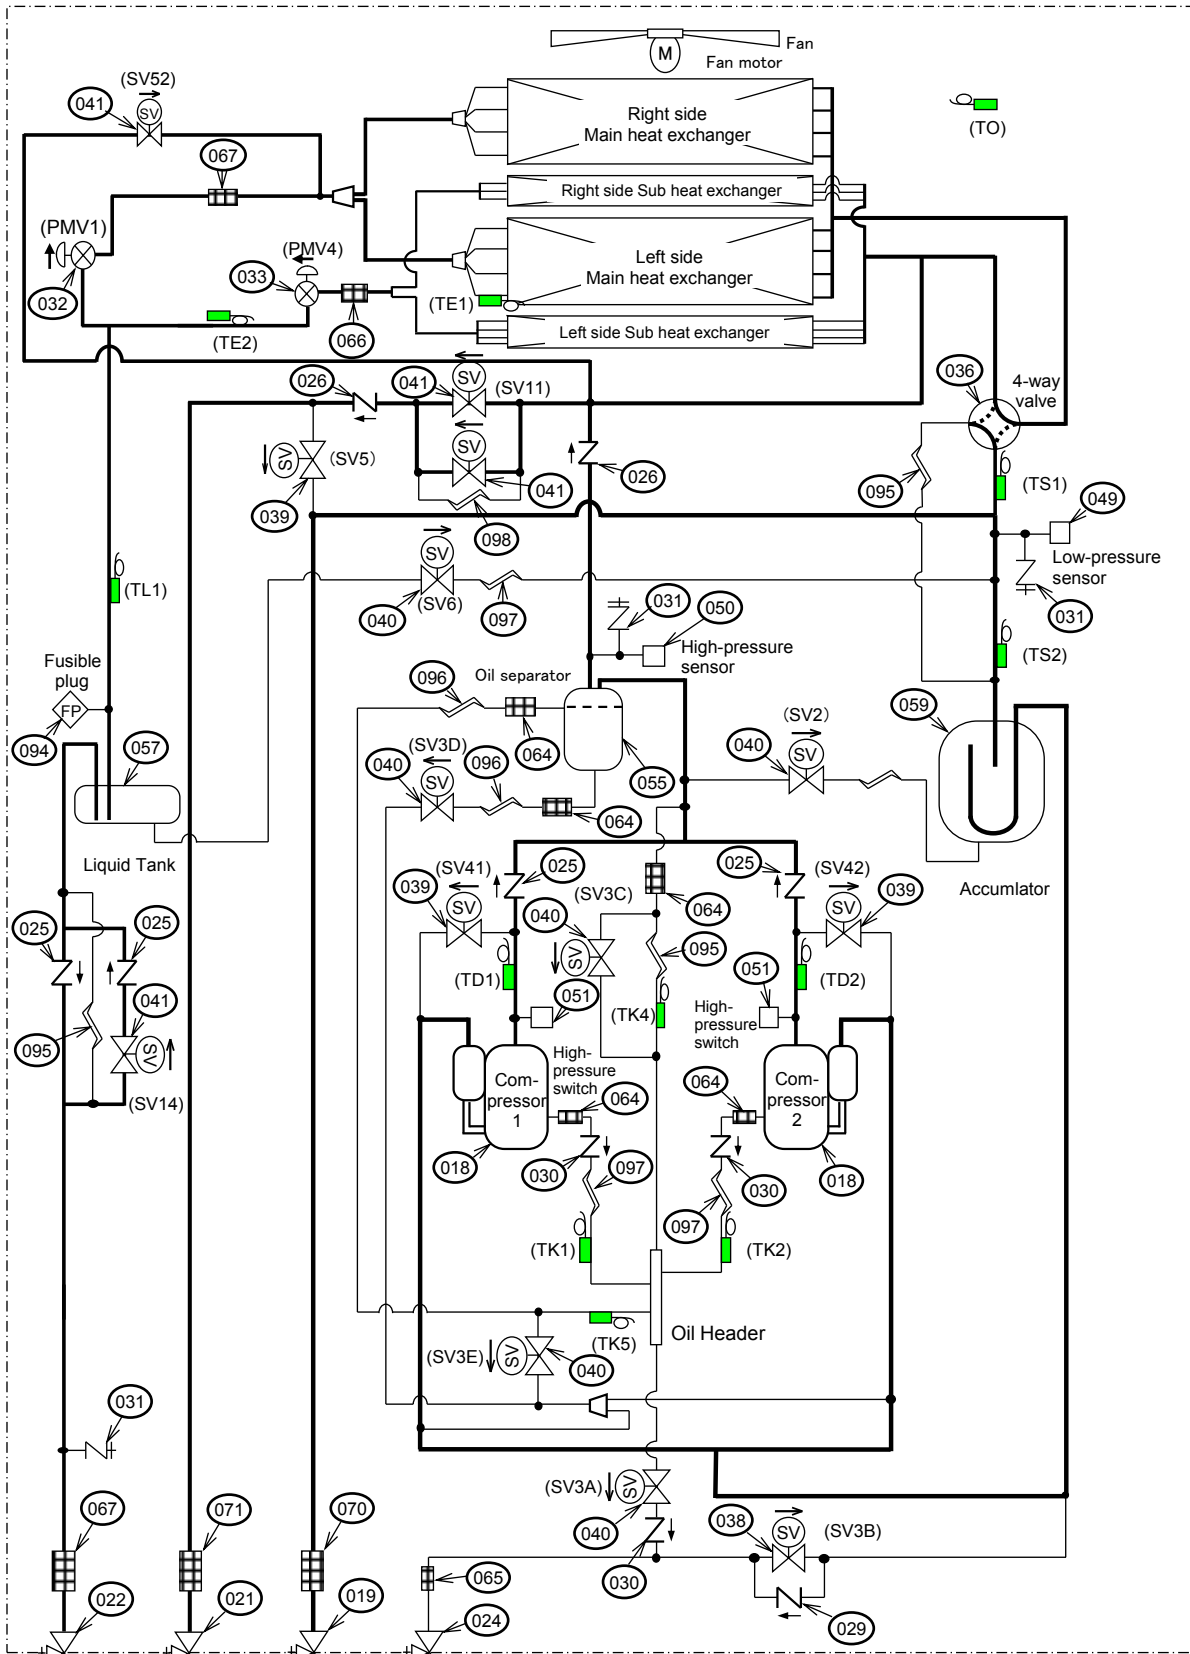 Fan
M
Fan motor
(SV52)
041
SV
Right side
Main heat exchanger
(TO)
067
Right side Sub heat exchanger
(PMV1)
032
(PMV4)
033
066
Left side
Main heat exchanger
(TE1)
(TE2)
Left side Sub heat exchanger
026
041
SV
(SV11)
036
4-way
valve
SV
(SV5)
039
SV
041
026
095
(TS1)
049
098
SV
(TL1)
040
(SV6)
097
Low-pressure
sensor
031
031
050
High-pressure
sensor
(TS2)
Fusible
plug
FP
094
057
096
Oil separator
064
059
(SV3D)
040
SV
096
055
064
(SV2)
040
SV
Liquid Tank
Accumlator
(SV41)
025
039
SV
(SV3C)
040
SV
064
025
(SV42)
039
SV
025
025
095
(TD1)
051
(TK4)
051
(TD2)
041
SV
095
(SV14)
High-
pressure
switch
High-
pressure
switch
Com-
pressor
1
064
064
Com-
pressor
2
018
030
097
030
018
097
(TK1)
(TK2)
Oil Header
(TK5)
(SV3E)
SV
040
031
(SV3A)
SV
040
038
SV
(SV3B)
067
071
070
065
030
029
022
021
019
024